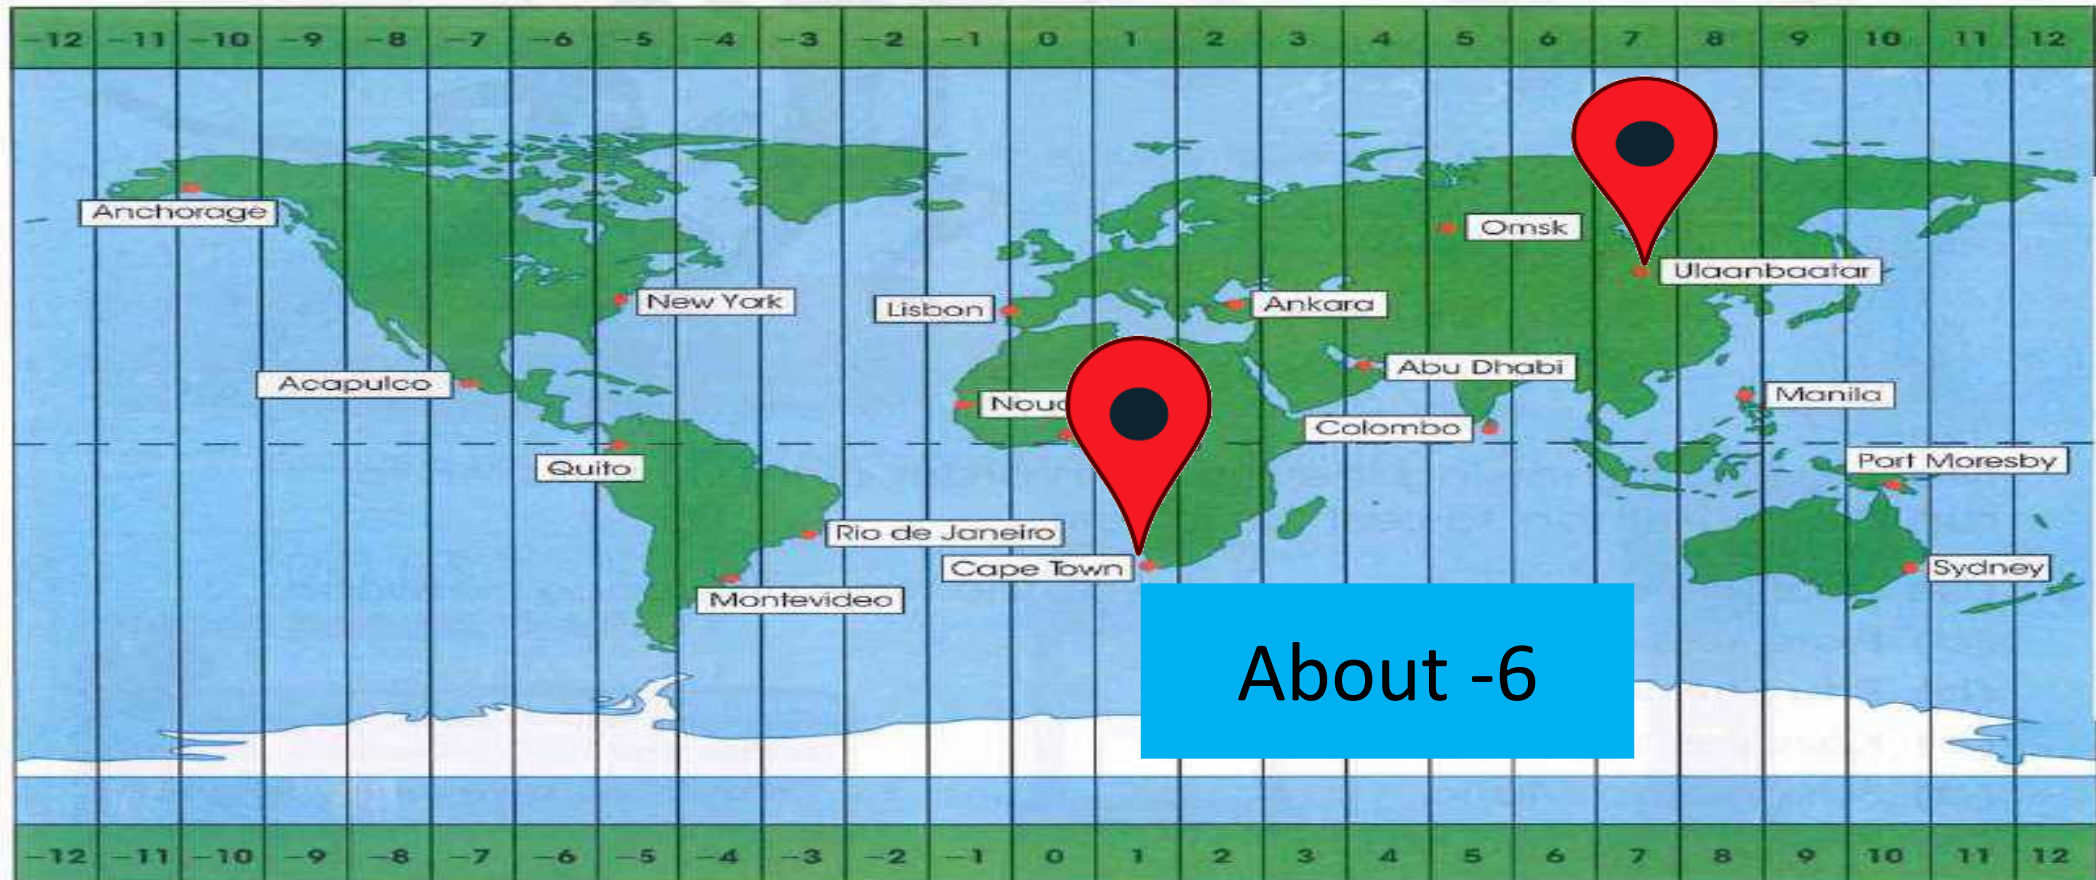 -12 -11 -10 -9 -8 -7 -6 -5 -4 -3 -2 -1 0 1 2 3 4 5 6 7 8 9 10 11 12
Anchorage
Omsk
Ulaanbaatar
New York
Lisbon
Ankara
Acapulco
Abu Dhabi
Manila
Colombo
Quito
Port Moresby
Rio de Janeiro
Cape Town
Sydney
Montevideo
About -6
-12 -11 -10 -9 -8 -7 -6 -5 -4 -3 -2 -1 0 1 2 3 4 5 6 7 8 9 10 11 12